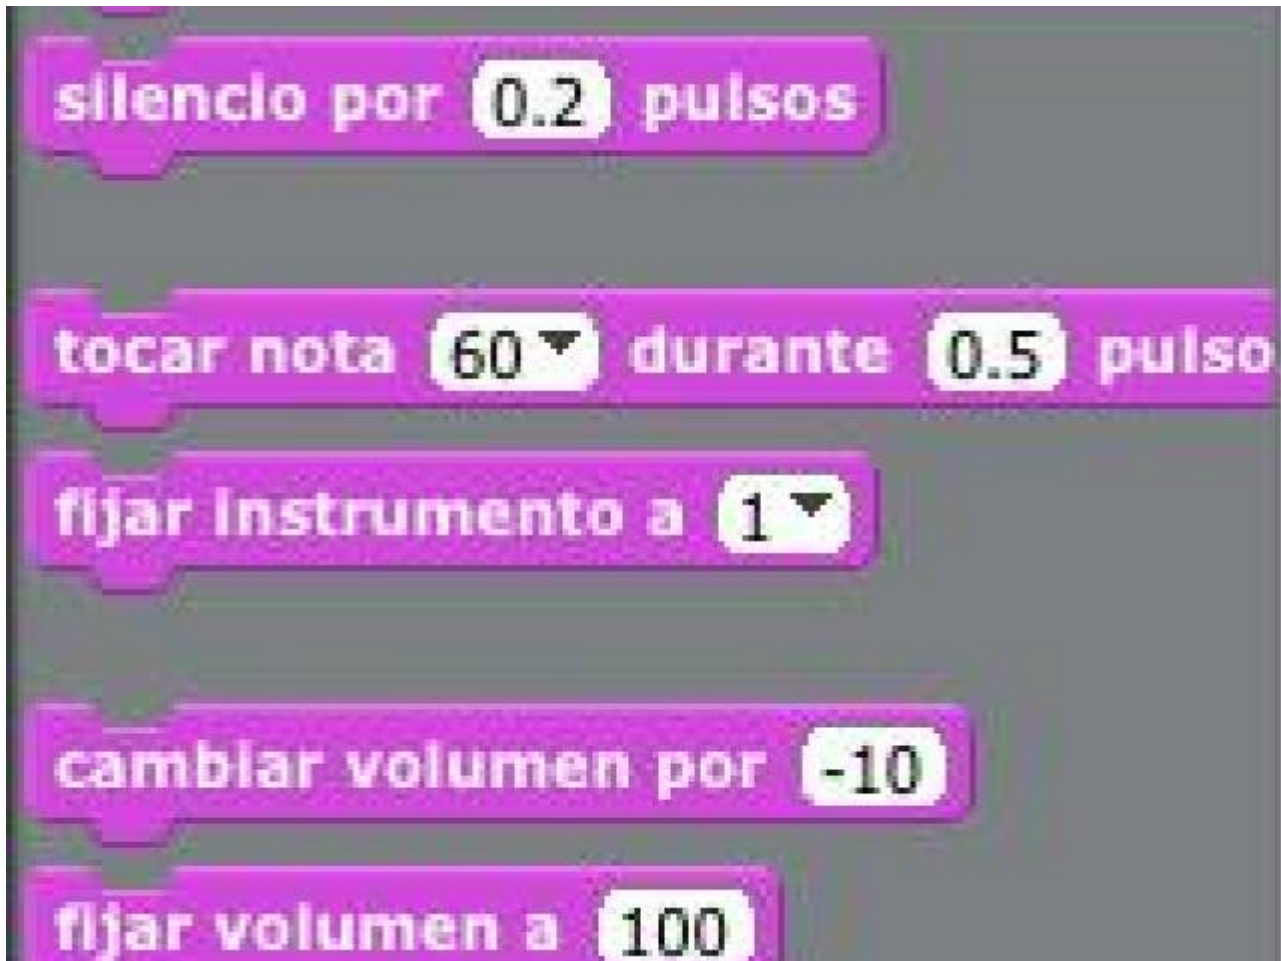 silencio por 0.2 pulsos
tocar nota 60 durante 0.5 pulso
fijar instrumento a 1
cambiar volumen por -10
fijar volumen a 100